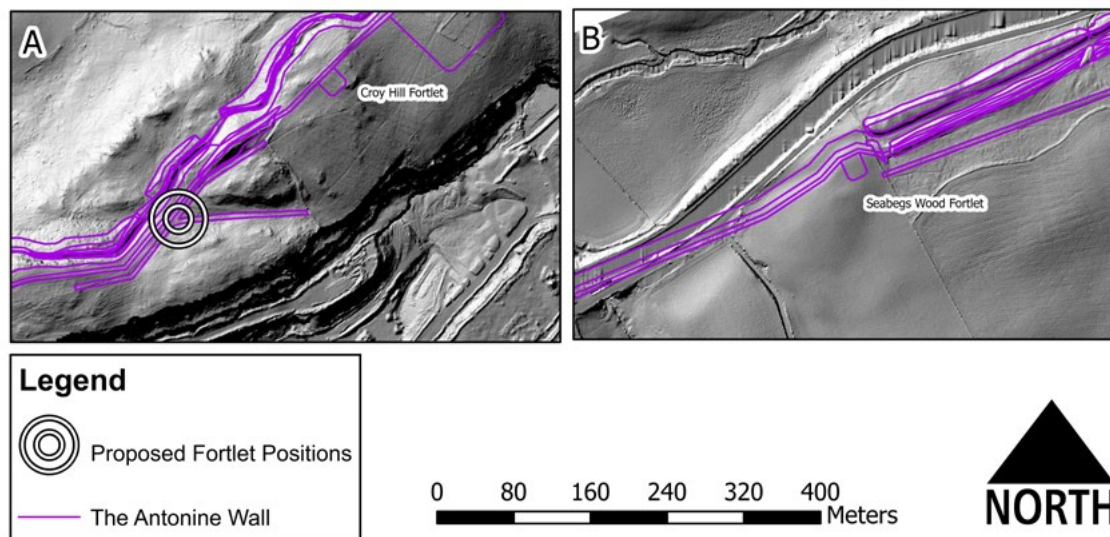 A
Croy Hill Fortlet
B
Seabegs Wood Fortlet
Legend
Proposed Fortlet Positions
The Antonine Wall
0 80 160 240 320 400
Meters
NORTH